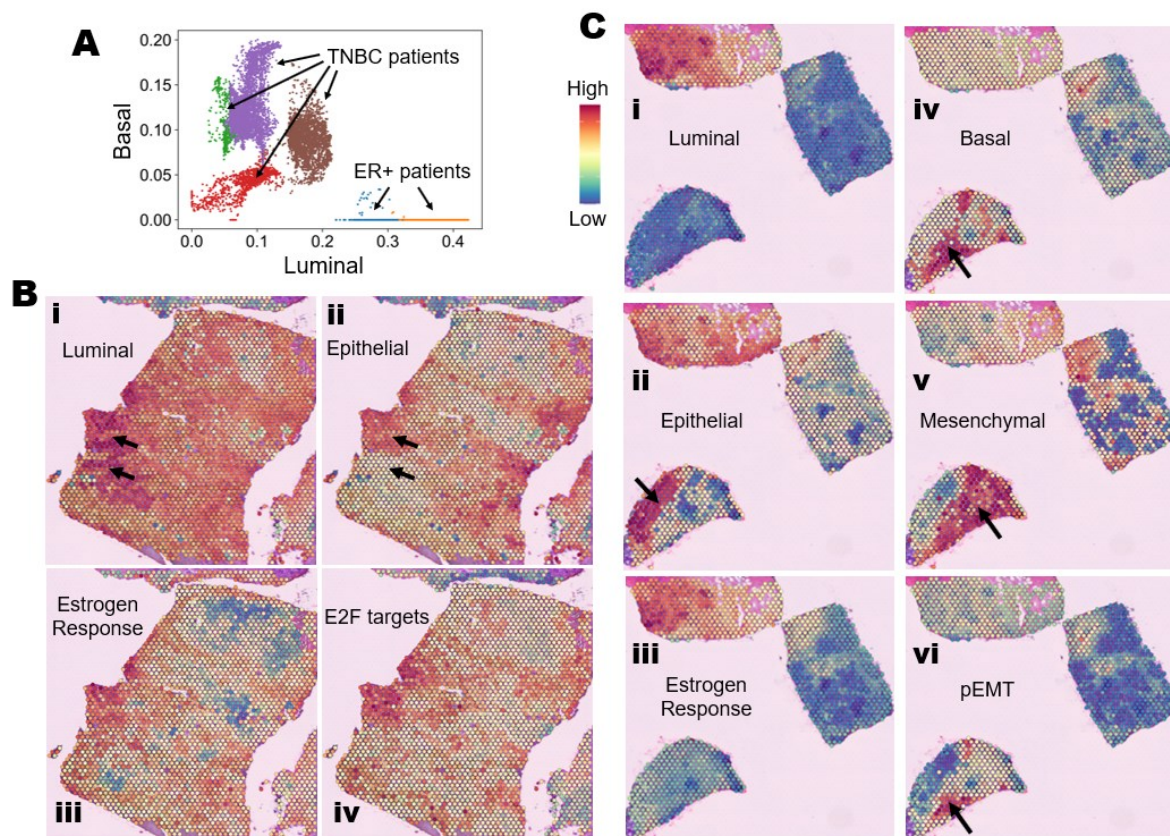 A
TNBC patients
ER+ patients
0.20
0.15
0.10
0.05
0.00
Basal
0.0
0.1
0.2
0.3
0.4
Luminal
B
i
Luminal
ii
Epithelial
iii
Estrogen
Response
iv
E2F targets
C
High
Low
i
Luminal
iv
Basal
ii
Epithelial
v
Mesenchymal
iii
Estrogen
Response
vi
pEMT